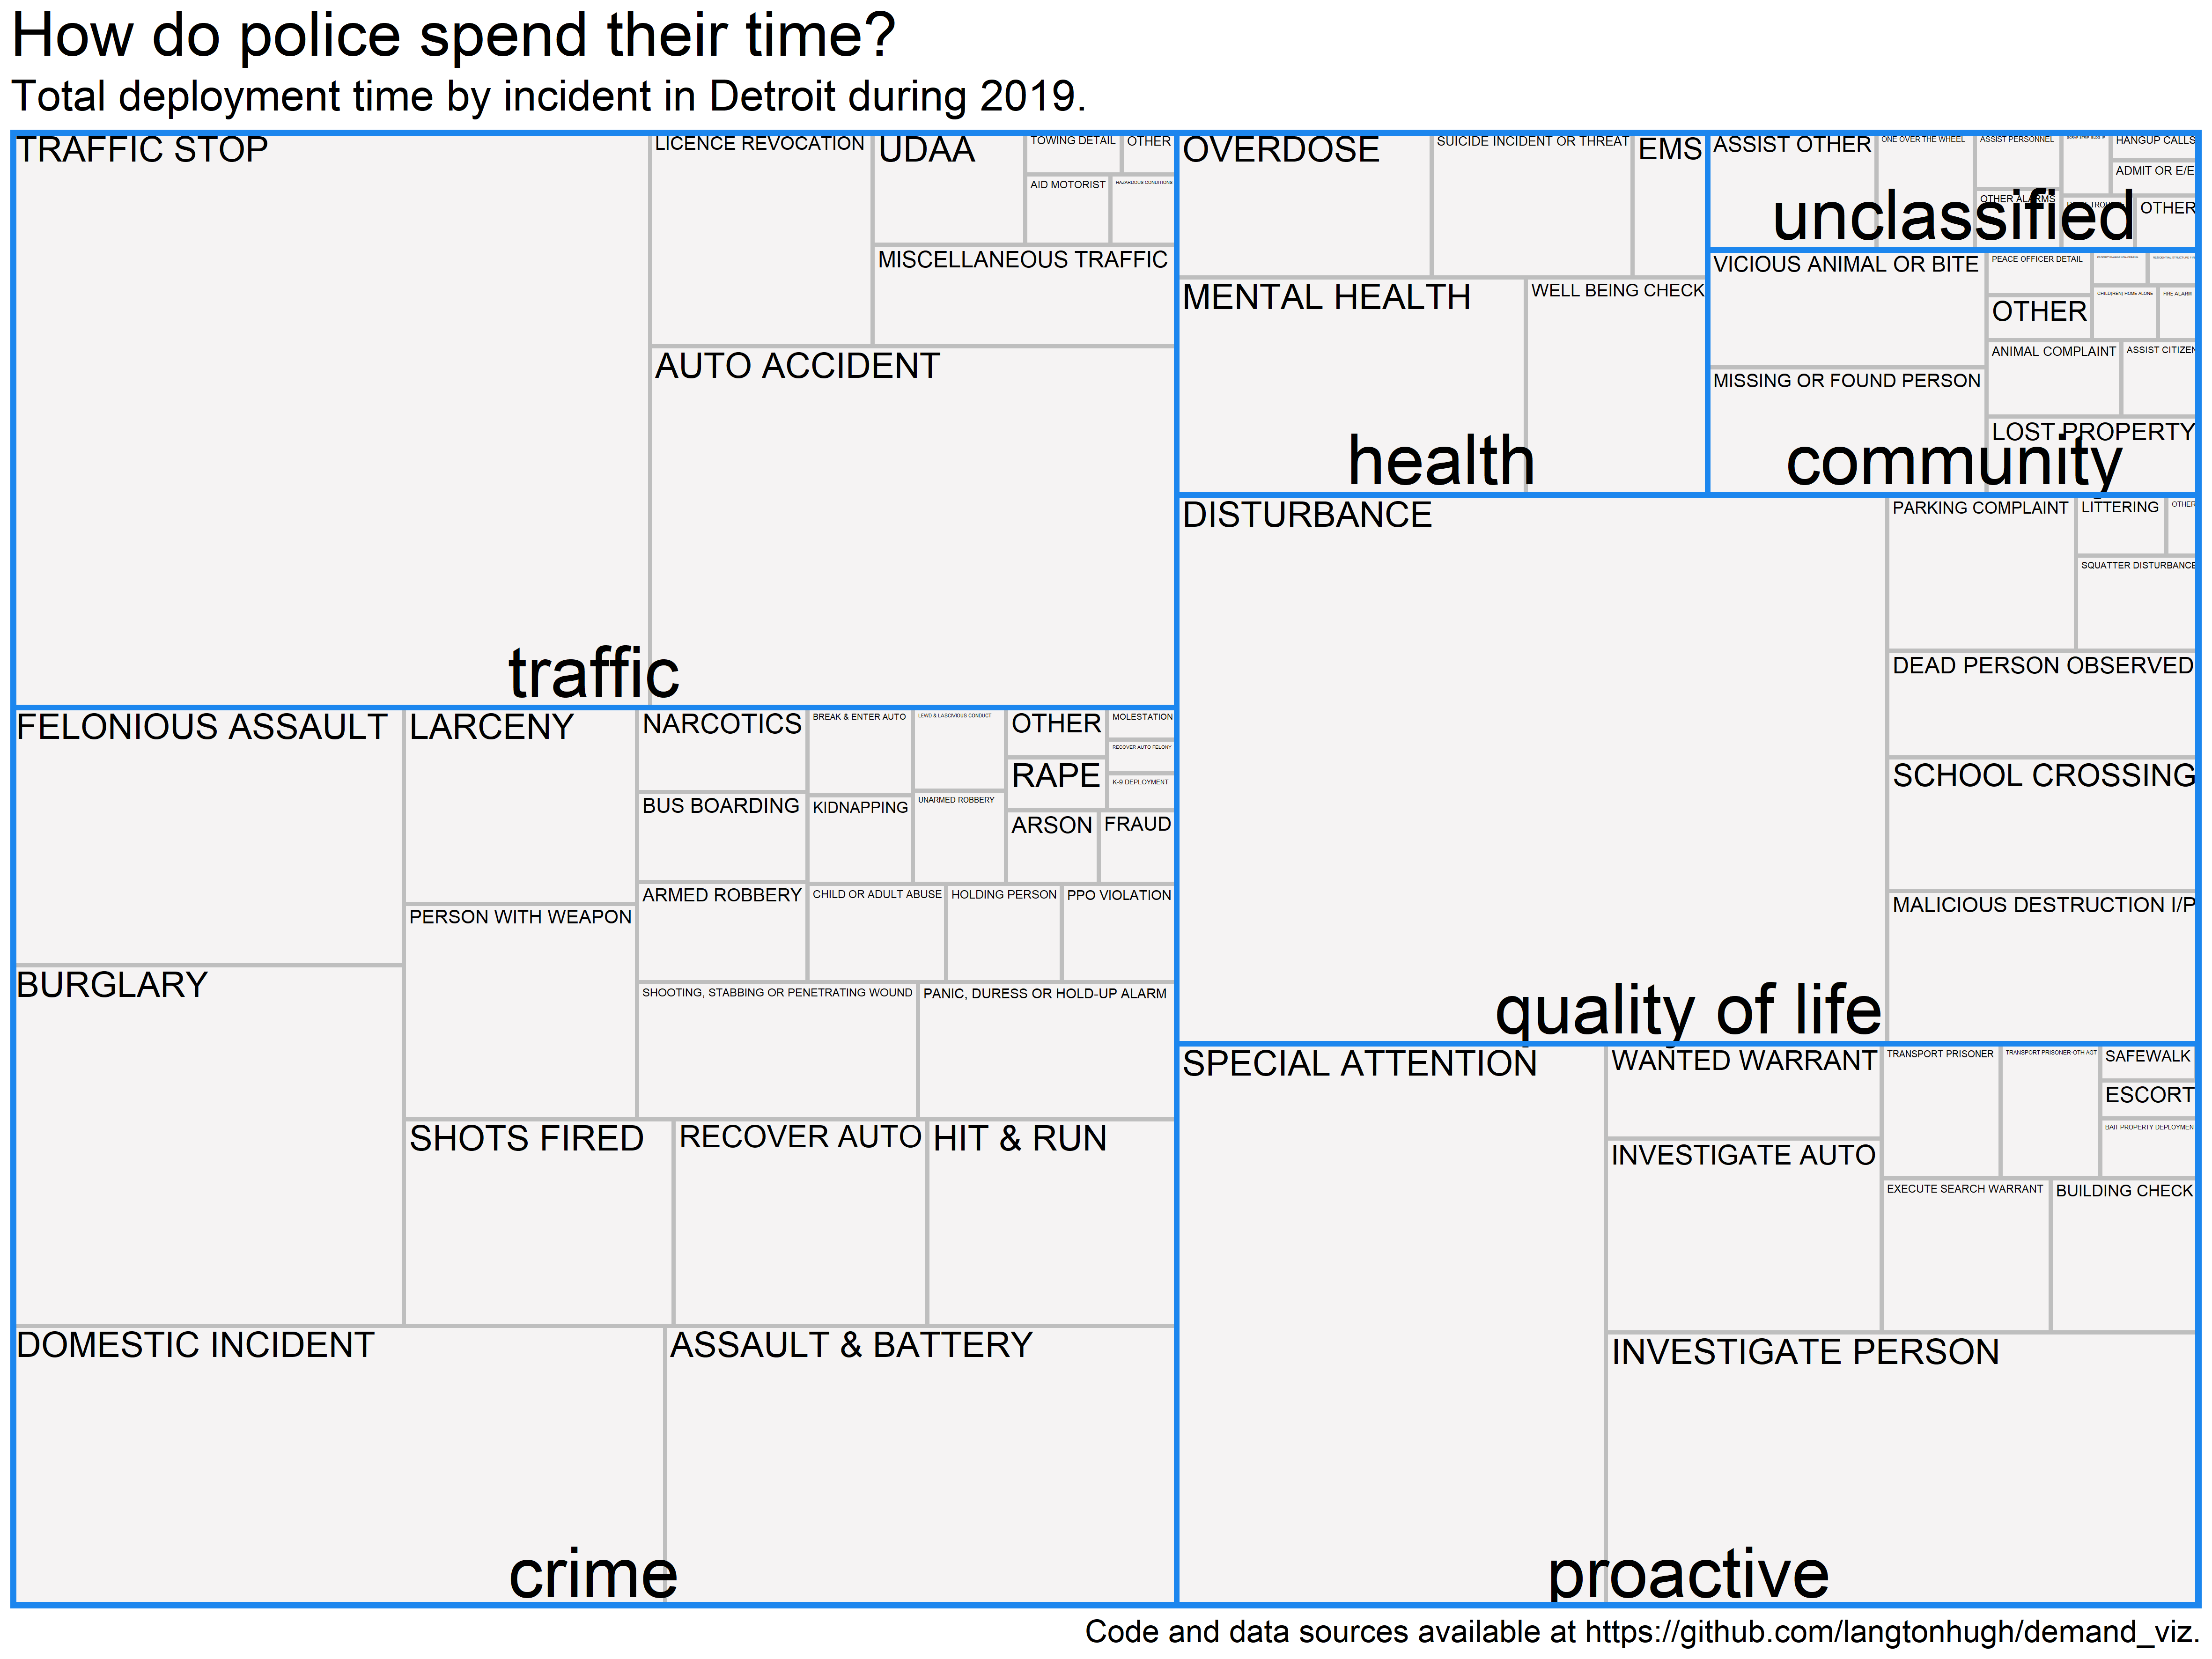 How do police spend their time?
Total deployment time by incident in Detroit during 2019.
TRAFFIC STOP
LICENCE REVOCATION
UDAA
TOWING DETAIL
OTHER
AID MOTORIST
HAZARDOUS CONDITIONS
MISCELLANEOUS TRAFFIC
AUTO ACCIDENT
traffic
OVERDOSE
SUICIDE INCIDENT OR THREAT
EMS
MENTAL HEALTH
WELL BEING CHECK
health
ASSIST OTHER
ONE OVER THE WHEEL
ASSIST PERSONNEL
HANGUP CALLS
ADMIT OR E/E
OTHER ALARMS
OTHER
unclassified
VICIOUS ANIMAL OR BITE
PEACE OFFICER DETAIL
OTHER
CHILD(REN) HOME ALONE
FIRE ALARM
ANIMAL COMPLAINT
ASSIST CITIZEN
MISSING OR FOUND PERSON
LOST PROPERTY
community
DISTURBANCE
PARKING COMPLAINT
LITTERING
OTHER
SQUATTER DISTURBANCE
DEAD PERSON OBSERVED
SCHOOL CROSSING
MALICIOUS DESTRUCTION I/P
quality of life
FELONIOUS ASSAULT
LARCENY
NARCOTICS
BREAK & ENTER AUTO
LEWD & LASCIVIOUS CONDUCT
OTHER
MOLESTATION
RECOVER AUTO FELONY
RAPE
K-9 DEPLOYMENT
BUS BOARDING
KIDNAPPING
UNARMED ROBBERY
ARSON
FRAUD
ARMED ROBBERY
CHILD OR ADULT ABUSE
HOLDING PERSON
PPO VIOLATION
PERSON WITH WEAPON
BURGLARY
SHOOTING, STABBING OR PENETRATING WOUND
PANIC, DURESS OR HOLD-UP ALARM
SHOTS FIRED
RECOVER AUTO
HIT & RUN
DOMESTIC INCIDENT
ASSAULT & BATTERY
crime
SPECIAL ATTENTION
WANTED WARRANT
TRANSPORT PRISONER
TRANSPORT PRISONER-OTH AGT
SAFEWALK
ESCORT
BAIT PROPERTY DEPLOYMENT
INVESTIGATE AUTO
EXECUTE SEARCH WARRANT
BUILDING CHECK
INVESTIGATE PERSON
proactive
Code and data sources available at https://github.com/langtonhugh/demand_viz.